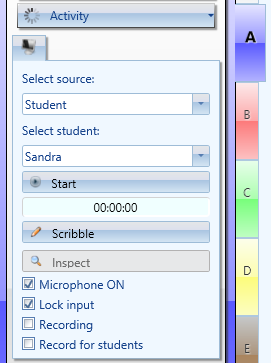 Activity
A
Select source:
Student
B
Select student:
Sandra
Start
C
00:00:00
Scribble
D
Inspect
Microphone ON
Lock input
Recording
Record for students
E